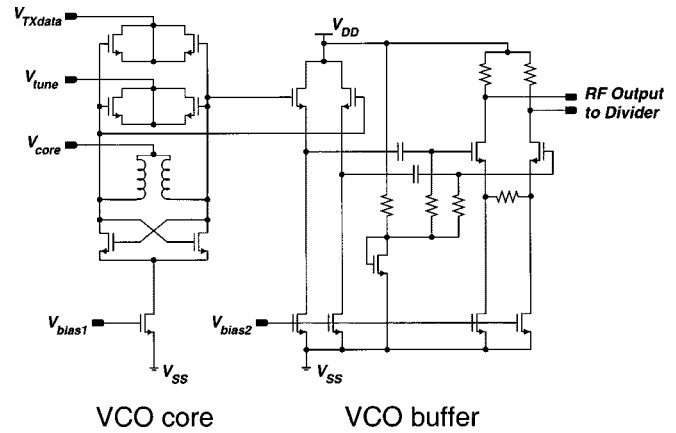 VTXdata
VDD
Vtune
RF Output
to Divider
Vcore
Vbias1
Vbias2
VSS
VSS
VCO core
VCO buffer